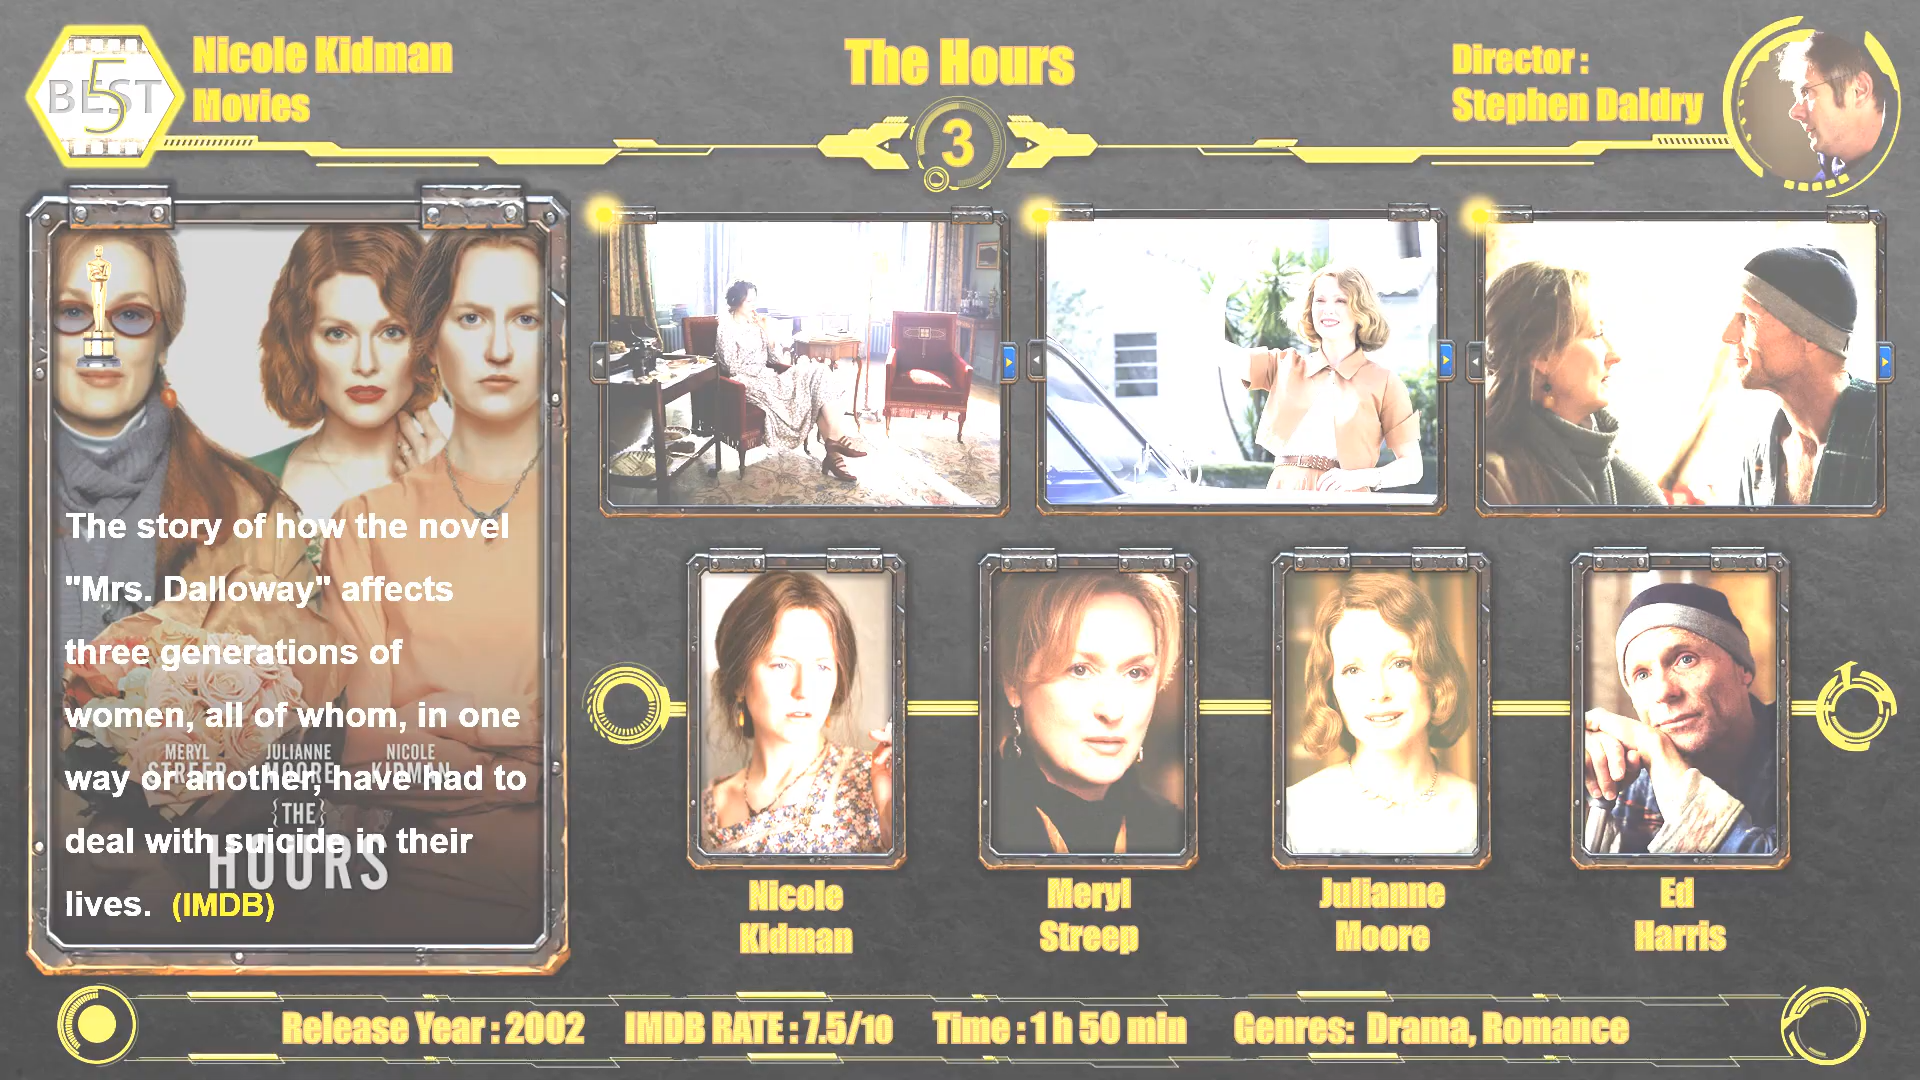 BEST
5
Nicole Kidman
Movies
The Hours
3
Director :
Stephen Daldry
The story of how the novel
"Mrs. Dalloway" affects
three generations of
women, all of whom, in one
way or another, have had to
deal with suicide in their
lives. (IMDB)
MERYL STREEP
JULIANNE MOORE
NICOLE KIDMAN
{THE}
HOURS
Nicole
Kidman
Meryl
Streep
Julianne
Moore
Ed
Harris
Release Year : 2002 IMDB RATE : 7.5/10 Time : 1 h 50 min Genres: Drama, Romance